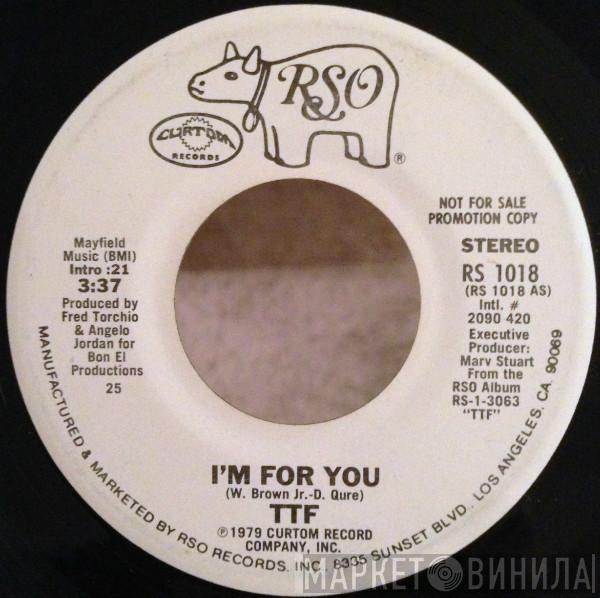 RSO
®
CURTOM
RECORDS
NOT FOR SALE
PROMOTION COPY
STEREO
RS 1018
(RS 1018 AS)
Intl. #
2090 420
Executive
Producer:
Marv Stuart
From the
RSO Album
RS-1-3063
"TTF"
Mayfield
Music (BMI)
Intro :21
3:37
Produced by
Fred Torchio
& Angelo
Jordan for
Bon El
Productions
25
I'M FOR YOU
(W. Brown Jr.-D. Qure)
TTF
℗1979 CURTOM RECORD
COMPANY, INC.
MANUFACTURED & MARKETED BY RSO RECORDS, INC., 8335 SUNSET BLVD., LOS ANGELES, CA. 90069
МАРКЕТ ВИНИЛА